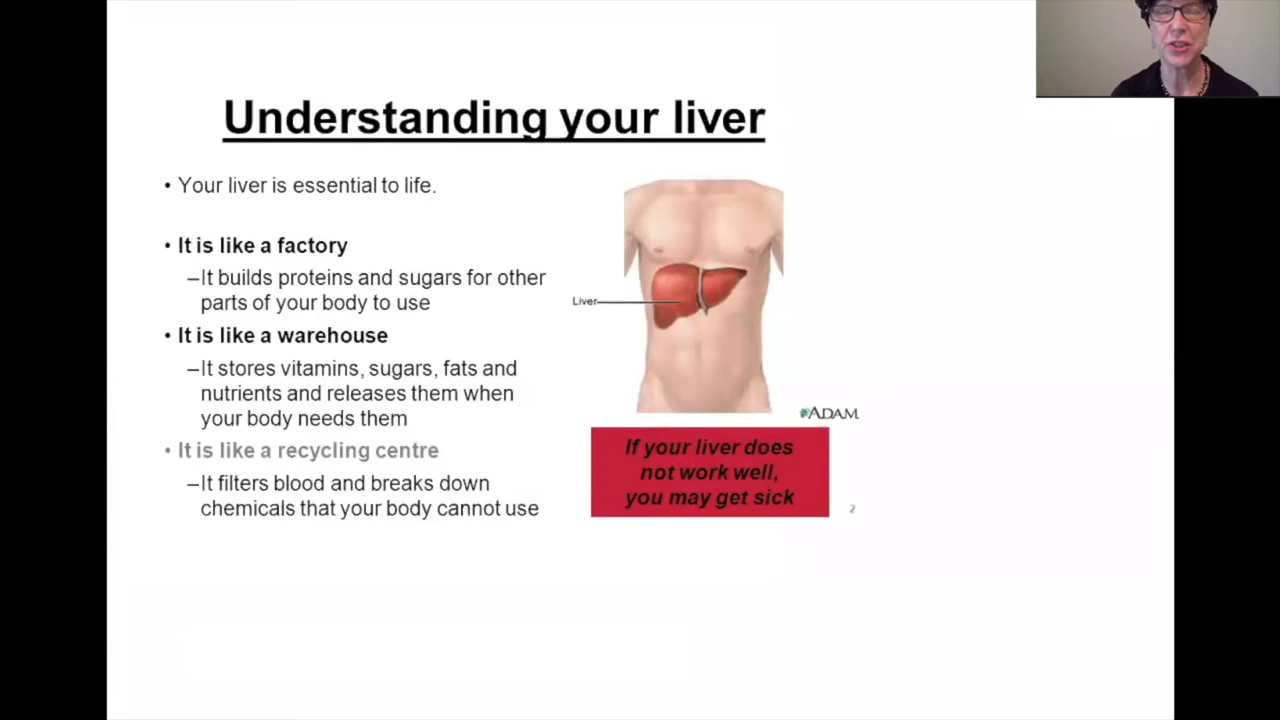 Understanding your liver
• Your liver is essential to life.
• It is like a factory
–It builds proteins and sugars for other
parts of your body to use
• It is like a warehouse
–It stores vitamins, sugars, fats and
nutrients and releases them when
your body needs them
• It is like a recycling centre
–It filters blood and breaks down
chemicals that your body cannot use
Liver
ADAM.
If your liver does
not work well,
you may get sick
2